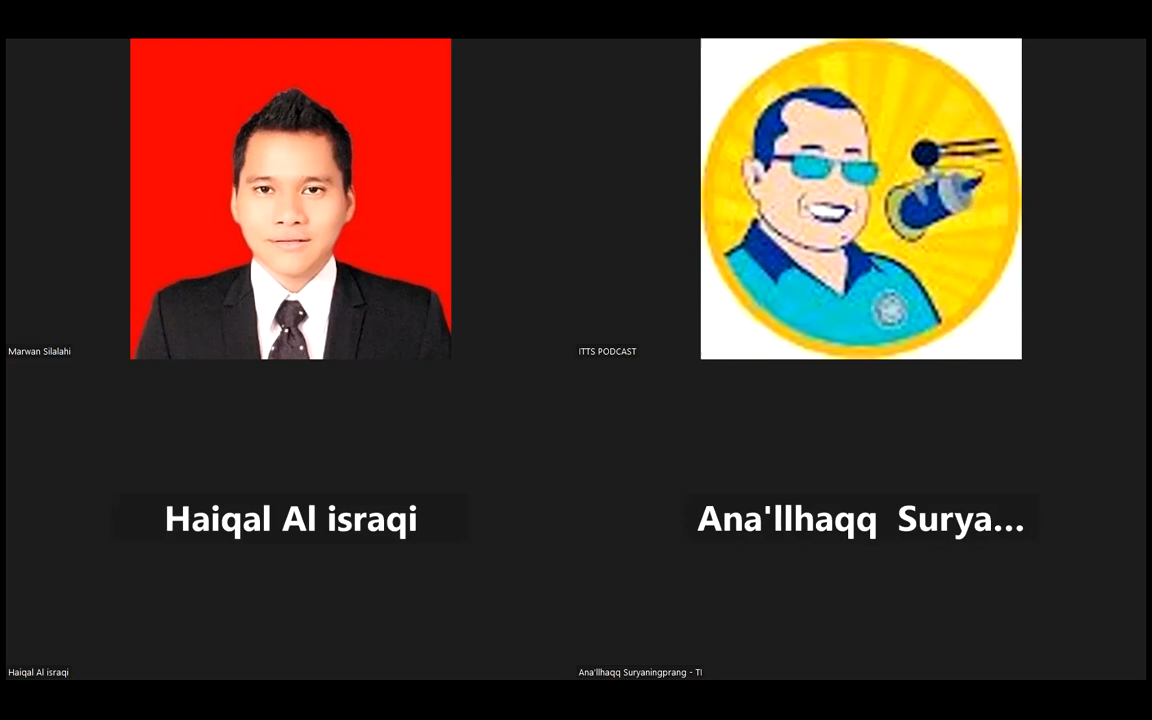 Marwan Silalahi
ITTS PODCAST
Haiqal Al israqi
Ana'llhaqq  Surya...
Haiqal Al israqi
Ana'llhaqq Suryaningprang - TI